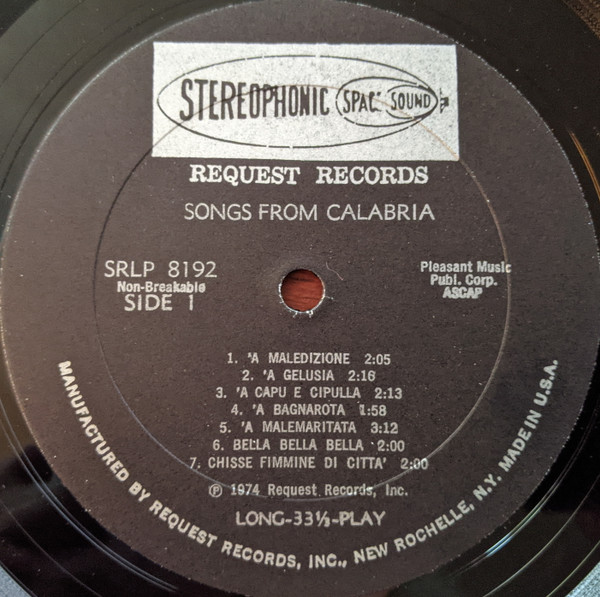 STEREOPHONIC SPAC' SOUND
REQUEST RECORDS
SONGS FROM CALABRIA
SRLP 8192
Non-Breakable
SIDE 1
Pleasant Music
Publ. Corp.
ASCAP
1. 'A MALEDIZIONE 2:05
2. 'A GELUSIA 2:16
3. 'A CAPU E CIPULLA 2:13
4. 'A BAGNAROTA 1:58
5. 'A MALEMARITATA 3:12
6. BELLA BELLA BELLA 2:00
7. CHISSE FIMMINE DI CITTA' 2:00
Ⓟ 1974 Request Records, Inc.
LONG-33⅓-PLAY
MANUFACTURED BY REQUEST RECORDS, INC., NEW ROCHELLE, N.Y. MADE IN U.S.A.